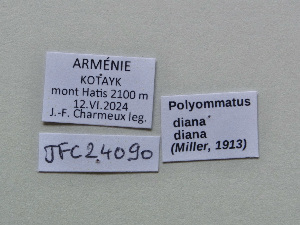 ARMÉNIE
KOTAYK
mont Hatis 2100 m
12.VI.2024
J.-F. Charmeux leg.
JFC24090
Polyommatus
diana
diana
(Miller, 1913)